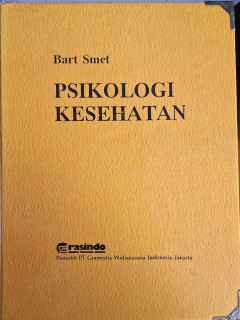 Bart Smet
PSIKOLOGI
KESEHATAN
Grasindo
Penerbit PT Gramedia Widiasarana Indonesia, Jakarta